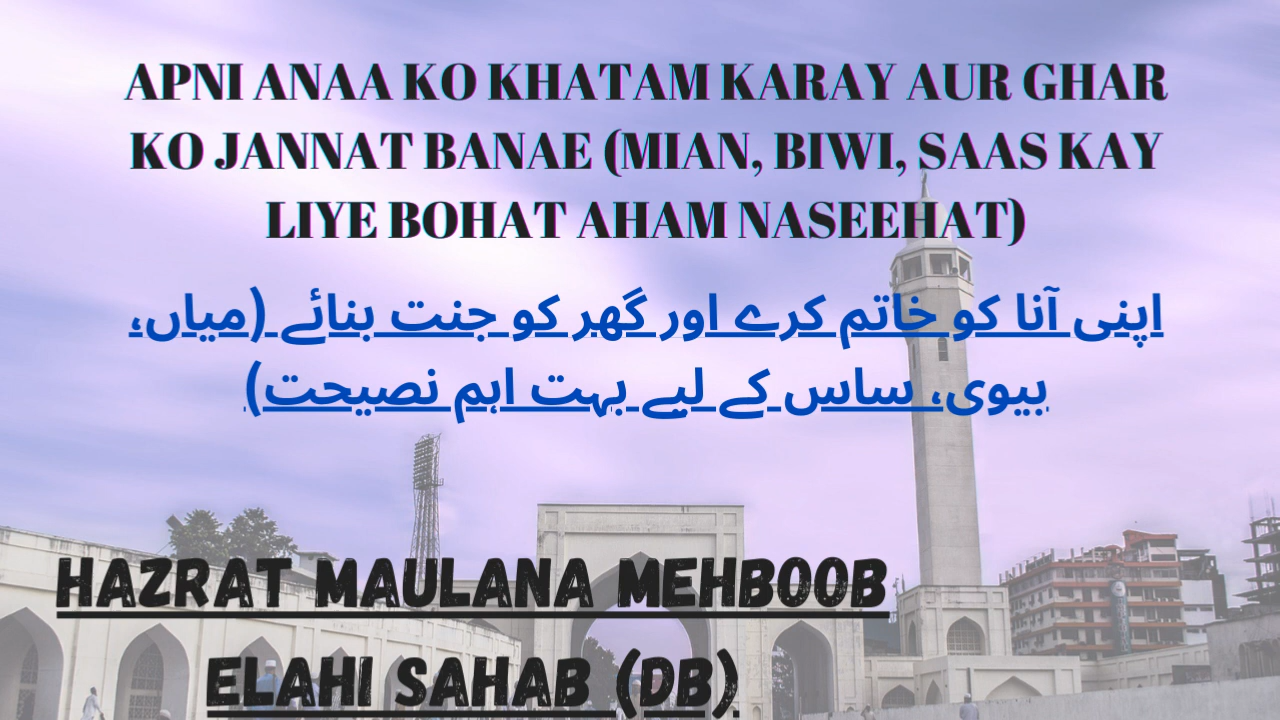 APNI ANAA KO KHATAM KARAY AUR GHAR
KO JANNAT BANAE (MIAN, BIWI, SAAS KAY
LIYE BOHAT AHAM NASEEHAT)
اپنی آنا کو خاتم کرے اور گھر کو جنت بنائے (میاں،
بیوی، ساس کے لیے بہت اہم نصیحت)
HAZRAT MAULANA MEHBOOB
ELAHI SAHAB (DB)